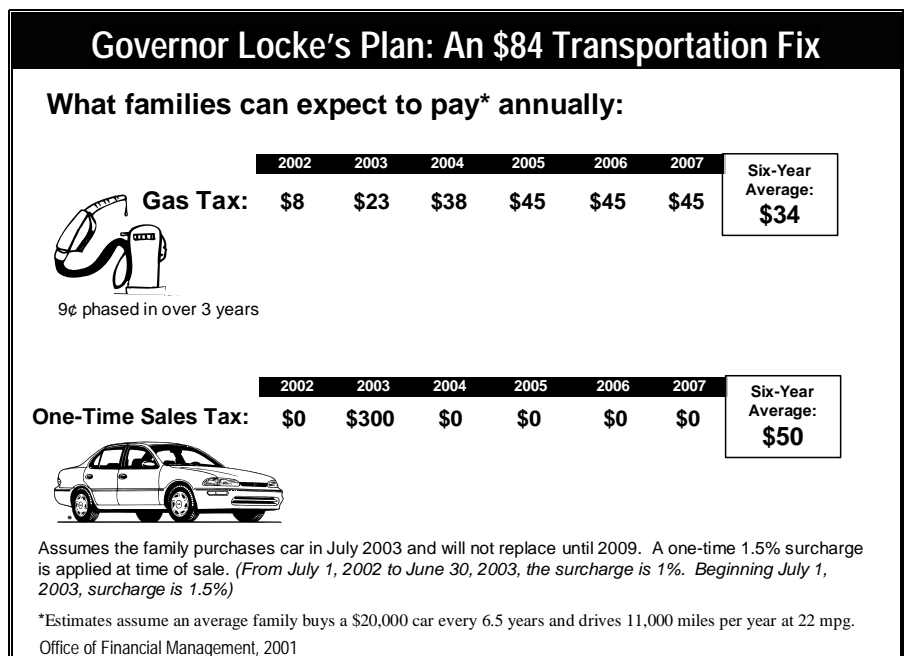 Governor Locke's Plan: An $84 Transportation Fix
What families can expect to pay* annually:
2002 2003 2004 2005 2006 2007
Six-Year
Average:
$34
Gas Tax: $8 $23 $38 $45 $45 $45
9¢ phased in over 3 years
2002 2003 2004 2005 2006 2007
Six-Year
Average:
$50
One-Time Sales Tax: $0 $300 $0 $0 $0 $0
Assumes the family purchases car in July 2003 and will not replace until 2009. A one-time 1.5% surcharge
is applied at time of sale. (From July 1, 2002 to June 30, 2003, the surcharge is 1%. Beginning July 1,
2003, surcharge is 1.5%)
*Estimates assume an average family buys a $20,000 car every 6.5 years and drives 11,000 miles per year at 22 mpg.
Office of Financial Management, 2001